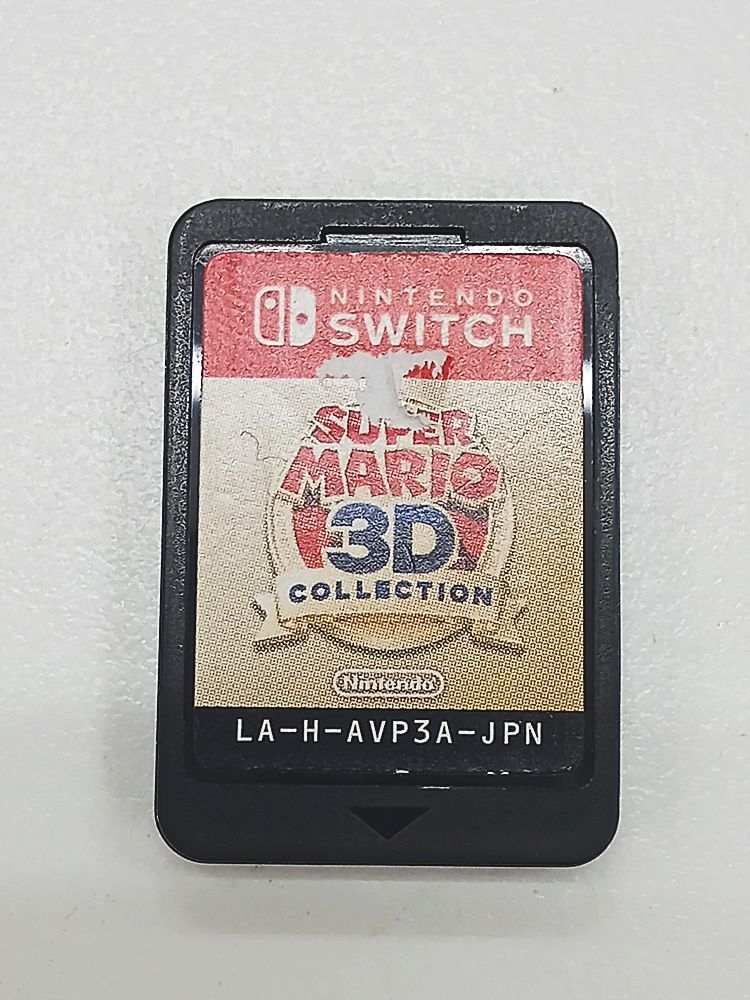 NINTENDO
SWITCH
SUPER
MARIO
3D
COLLECTION
Nintendo
LA-H-AVP3A-JPN